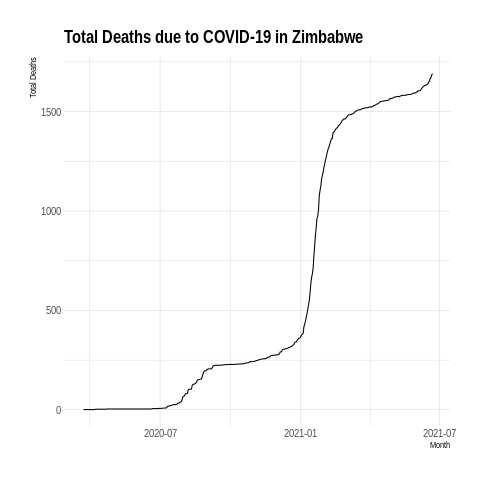 Total Deaths due to COVID-19 in Zimbabwe
Total Deaths
1500
1000
500
0
2020-07
2021-01
2021-07
Month